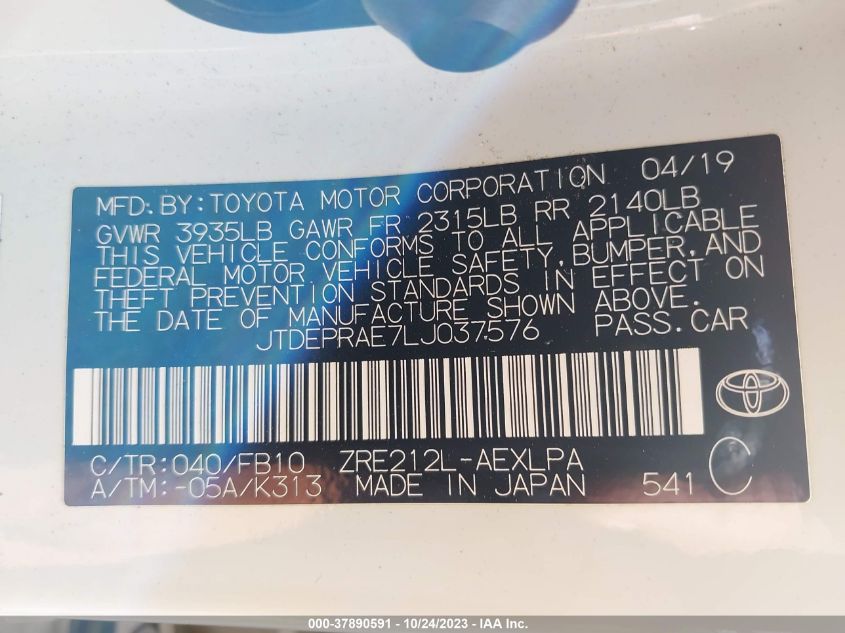 MFD. BY: TOYOTA MOTOR CORPORATION 04/19
GVWR 3935LB GAWR FR 2315LB RR 2140LB
THIS VEHICLE CONFORMS TO ALL APPLICABLE
FEDERAL MOTOR VEHICLE SAFETY, BUMPER, AND
THEFT PREVENTION STANDARDS IN EFFECT ON
THE DATE OF MANUFACTURE SHOWN ABOVE.
JTDEPRAE7LJ037576 PASS. CAR
C/TR: 040/FB10 ZRE212L-AEXLPA
A/TM: -05A/K313 MADE IN JAPAN 541 C
000-37890591 - 10/24/2023 - IAA Inc.